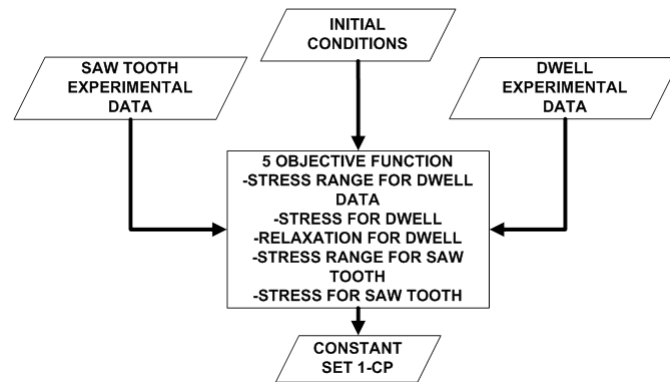 INITIAL
CONDITIONS
SAW TOOTH
EXPERIMENTAL
DATA
DWELL
EXPERIMENTAL
DATA
5 OBJECTIVE FUNCTION
-STRESS RANGE FOR DWELL
DATA
-STRESS FOR DWELL
-RELAXATION FOR DWELL
-STRESS RANGE FOR SAW
TOOTH
-STRESS FOR SAW TOOTH
CONSTANT
SET 1-CP